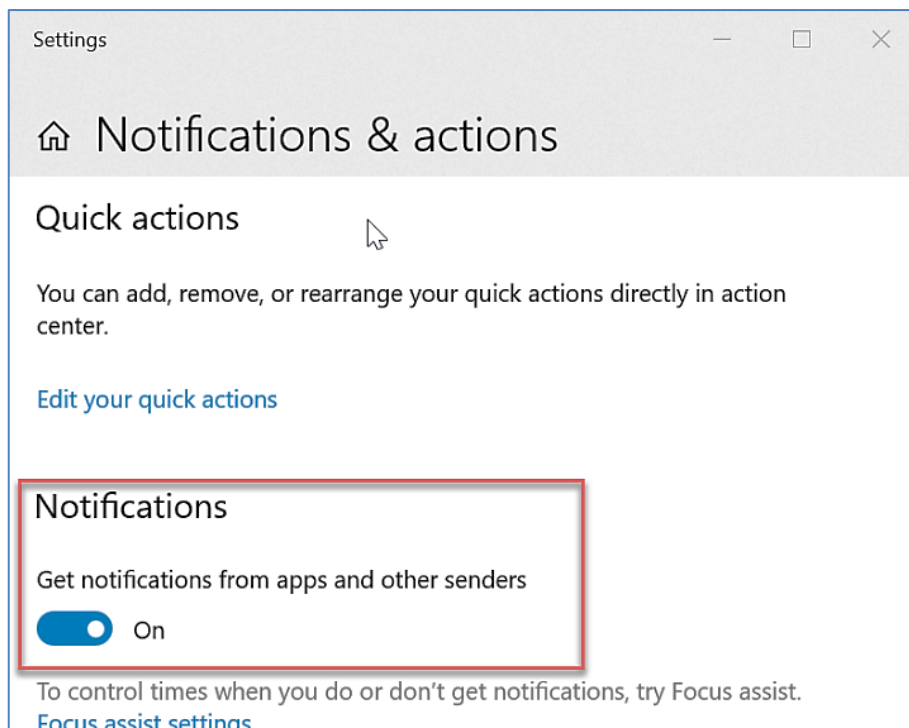 Settings
Notifications & actions
Quick actions
You can add, remove, or rearrange your quick actions directly in action
center.
Edit your quick actions
Notifications
Get notifications from apps and other senders
On
To control times when you do or don't get notifications, try Focus assist.
Focus assist settings